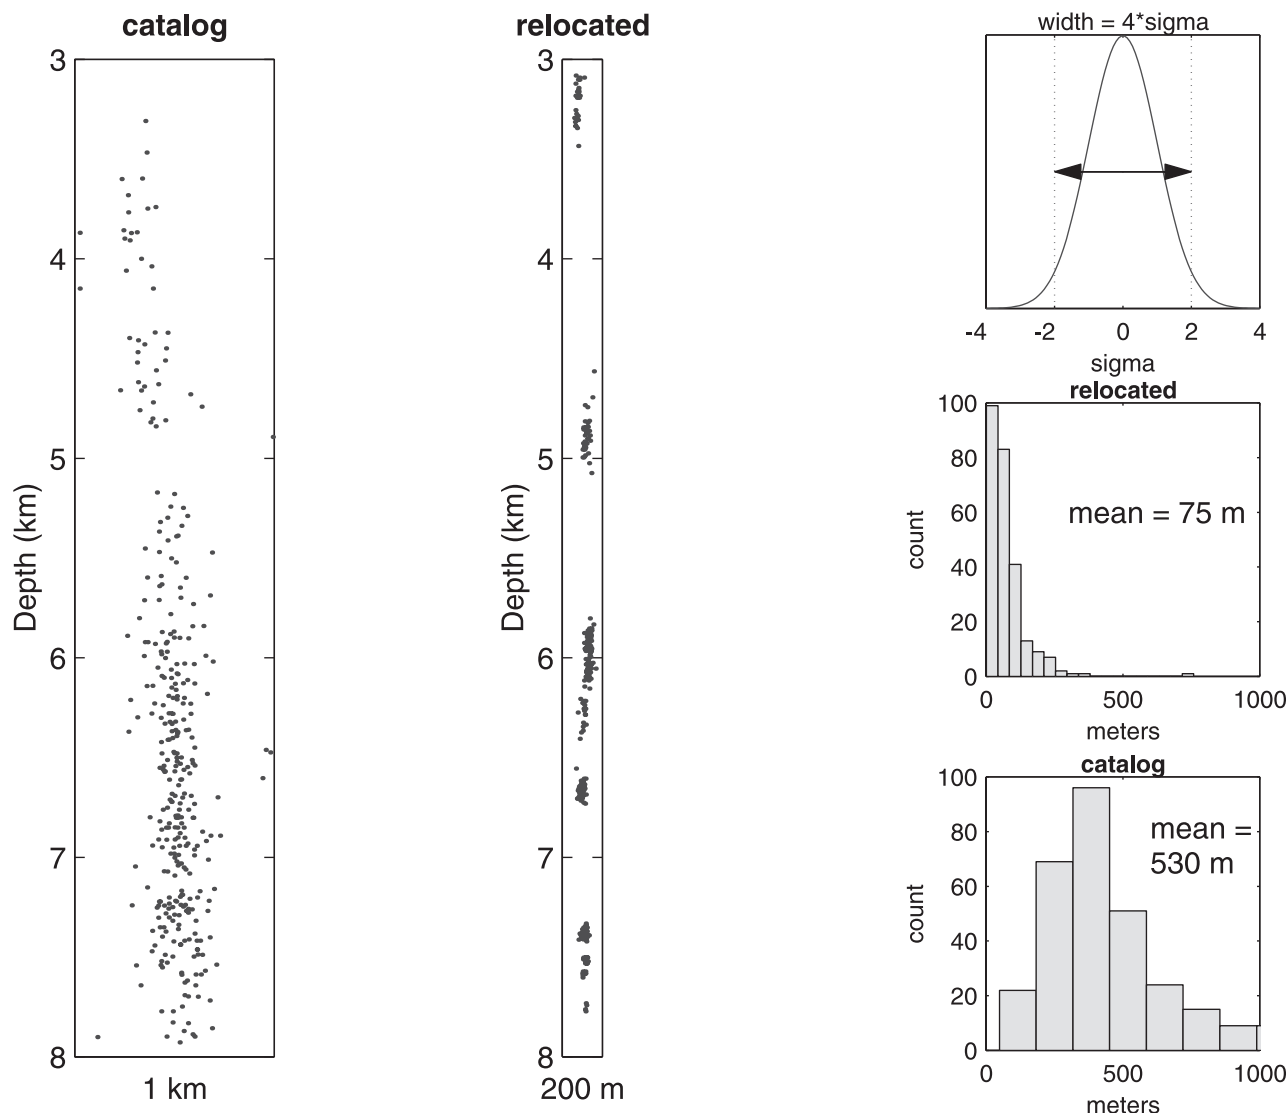 catalog
3
4
5
6
7
8
Depth (km)
1 km
relocated
3
4
5
6
7
8
Depth (km)
200 m
width = 4*sigma
-4 -2 0 2 4
sigma
relocated
100
80
60
40
20
0
count
mean = 75 m
0 500 1000
meters
catalog
100
80
60
40
20
0
count
mean =
530 m
0 500 1000
meters